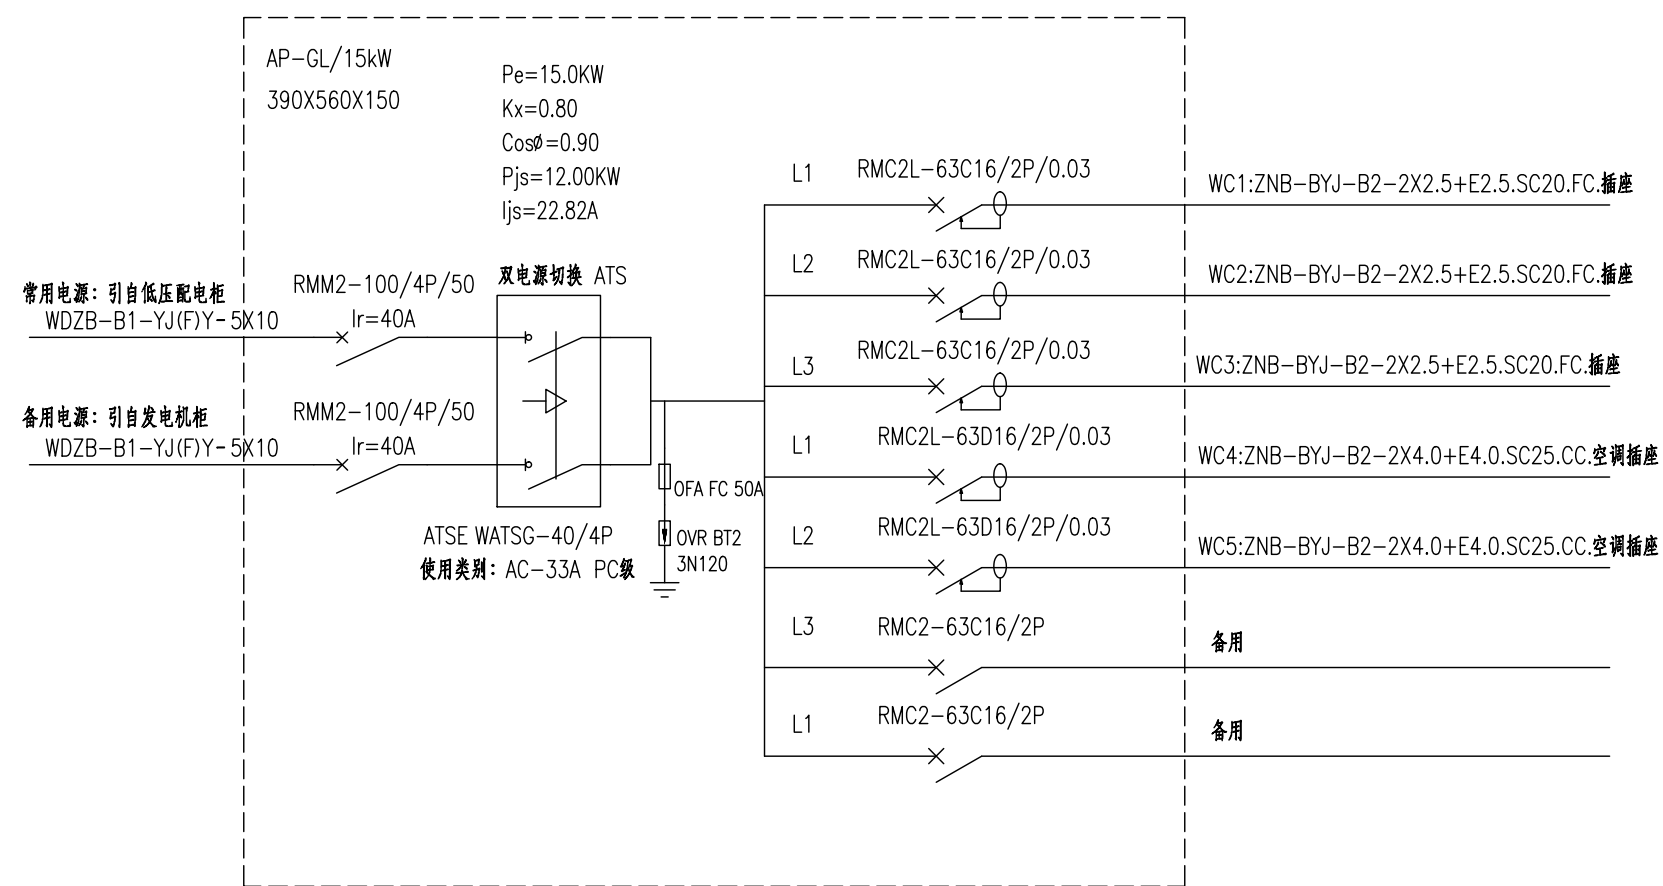 AP-GL/15kW
390X560X150
Pe=15.0KW
Kx=0.80
Cosø=0.90
Pjs=12.00KW
Ijs=22.82A
常用电源：引自低压配电柜
WDZB-B1-YJ(F)Y-5X10
RMM2-100/4P/50
Ir=40A
备用电源：引自发电机柜
WDZB-B1-YJ(F)Y-5X10
RMM2-100/4P/50
Ir=40A
双电源切换 ATS
ATSE WATSG-40/4P
使用类别：AC-33A PC级
OFA FC 50A
OVR BT2
3N120
L1 RMC2L-63C16/2P/0.03 WC1:ZNB-BYJ-B2-2X2.5+E2.5.SC20.FC.插座
L2 RMC2L-63C16/2P/0.03 WC2:ZNB-BYJ-B2-2X2.5+E2.5.SC20.FC.插座
L3 RMC2L-63C16/2P/0.03 WC3:ZNB-BYJ-B2-2X2.5+E2.5.SC20.FC.插座
L1 RMC2L-63D16/2P/0.03 WC4:ZNB-BYJ-B2-2X4.0+E4.0.SC25.CC.空调插座
L2 RMC2L-63D16/2P/0.03 WC5:ZNB-BYJ-B2-2X4.0+E4.0.SC25.CC.空调插座
L3 RMC2-63C16/2P 备用
L1 RMC2-63C16/2P 备用